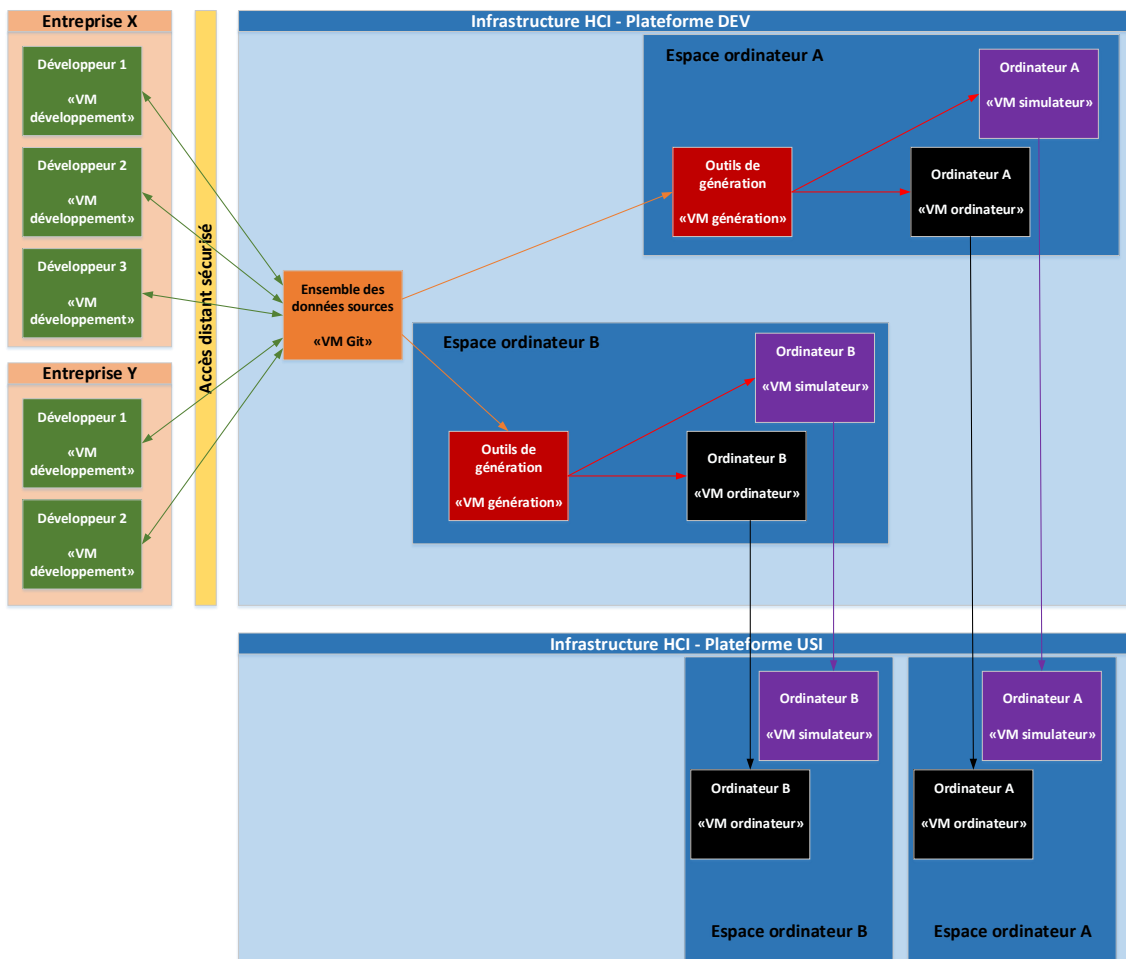 Entreprise X
Développeur 1
«VM
développement»
Développeur 2
«VM
développement»
Développeur 3
«VM
développement»
Entreprise Y
Développeur 1
«VM
développement»
Développeur 2
«VM
développement»
Accès distant sécurisé
Infrastructure HCI - Plateforme DEV
Ensemble des
données sources
«VM Git»
Espace ordinateur A
Outils de
génération
«VM génération»
Ordinateur A
«VM simulateur»
Ordinateur A
«VM ordinateur»
Espace ordinateur B
Outils de
génération
«VM génération»
Ordinateur B
«VM simulateur»
Ordinateur B
«VM ordinateur»
Infrastructure HCI - Plateforme USI
Ordinateur B
«VM simulateur»
Ordinateur B
«VM ordinateur»
Espace ordinateur B
Ordinateur A
«VM simulateur»
Ordinateur A
«VM ordinateur»
Espace ordinateur A